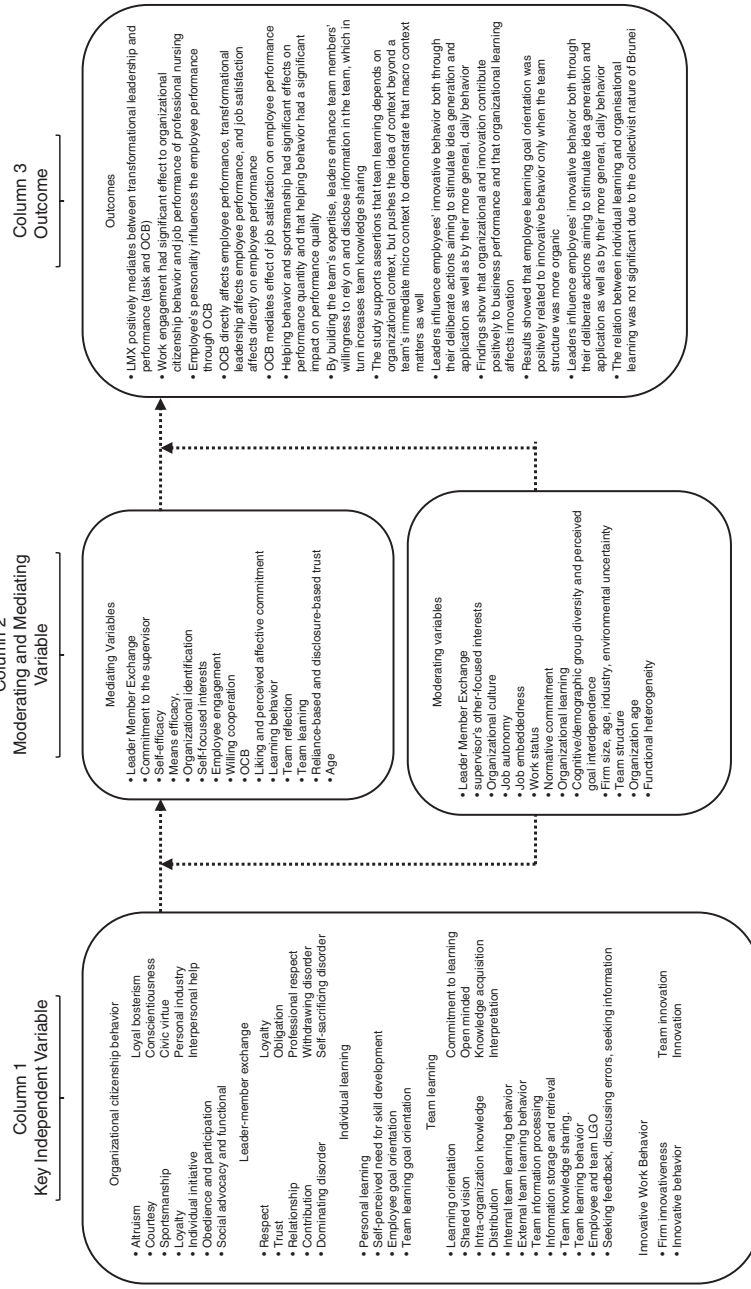 Column 1
Key Independent Variable
Organizational citizenship behavior
• Altruism
• Courtesy
• Sportsmanship
• Loyalty
• Individual initiative
• Obedience and participation
• Social advocacy and functional
Loyal bosterism
Conscientiousness
Civic virtue
Personal industry
Interpersonal help
Leader-member exchange
• Respect
• Trust
• Relationship
• Contribution
• Dominating disorder
Loyalty
Obligation
Professional respect
Withdrawing disorder
Self-sacrificing disorder
Individual learning
• Personal learning
• Self-perceived need for skill development
• Employee goal orientation
• Team learning goal orientation
Team learning
• Learning orientation
• Shared vision
• Intra-organization knowledge
• Distribution
• Internal team learning behavior
• External team learning behavior
• Team information processing
• Information storage and retrieval
• Team knowledge sharing.
• Team learning behavior
• Employee and team LGO
• Seeking feedback, discussing errors, seeking information
Commitment to learning
Open minded
Knowledge acquisition
Interpretation
Innovative Work Behavior
• Firm innovativeness
• Innovative behavior
Team innovation
Innovation
Column 2
Moderating and Mediating
Variable
Mediating Variables
• Leader Member Exchange
• Commitment to the supervisor
• Self-efficacy
• Means efficacy,
• Organizational identification
• Self-focused interests
• Employee engagement
• Willing cooperation
• OCB
• Liking and perceived affective commitment
• Learning behavior
• Team reflection
• Team learning
• Reliance-based and disclosure-based trust
• Age
Moderating variables
• Leader Member Exchange
• supervisor's other-focused interests
• Organizational culture
• Job autonomy
• Job embeddedness
• Work status
• Normative commitment
• Organizational learning
• Cognitive/demographic group diversity and perceived
goal interdependence
• Firm size, age, industry, environmental uncertainty
• Team structure
• Organization age
• Functional heterogeneity
Column 3
Outcome
Outcomes
• LMX positively mediates between transformational leadership and
performance (task and OCB)
• Work engagement had significant effect to organizational
citizenship behavior and job performance of professional nursing
• Employee's personality influences the employee performance
through OCB
• OCB directly affects employee performance, transformational
leadership affects employee performance, and job satisfaction
affects directly on employee performance
• OCB mediates effect of job satisfaction on employee performance
• Helping behavior and sportsmanship had significant effects on
performance quantity and that helping behavior had a significant
impact on performance quality
• By building the team's expertise, leaders enhance team members'
willingness to rely on and disclose information in the team, which in
turn increases team knowledge sharing
• The study supports assertions that team learning depends on
organizational context, but pushes the idea of context beyond a
team's immediate micro context to demonstrate that macro context
matters as well
• Leaders influence employees' innovative behavior both through
their deliberate actions aiming to stimulate idea generation and
application as well as by their more general, daily behavior
• Findings show that organizational and innovation contribute
positively to business performance and that organizational learning
affects innovation
• Results showed that employee learning goal orientation was
positively related to innovative behavior only when the team
structure was more organic
• Leaders influence employees' innovative behavior both through
their deliberate actions aiming to stimulate idea generation and
application as well as by their more general, daily behavior
• The relation between individual learning and organisational
learning was not significant due to the collectivist nature of Brunei